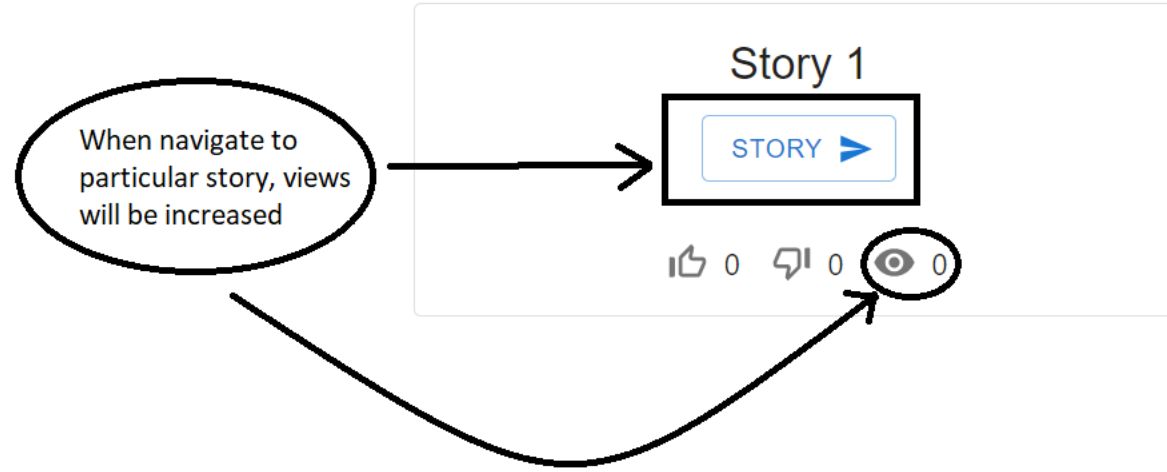 Story 1
When navigate to
particular story, views
will be increased
STORY
0 0 0